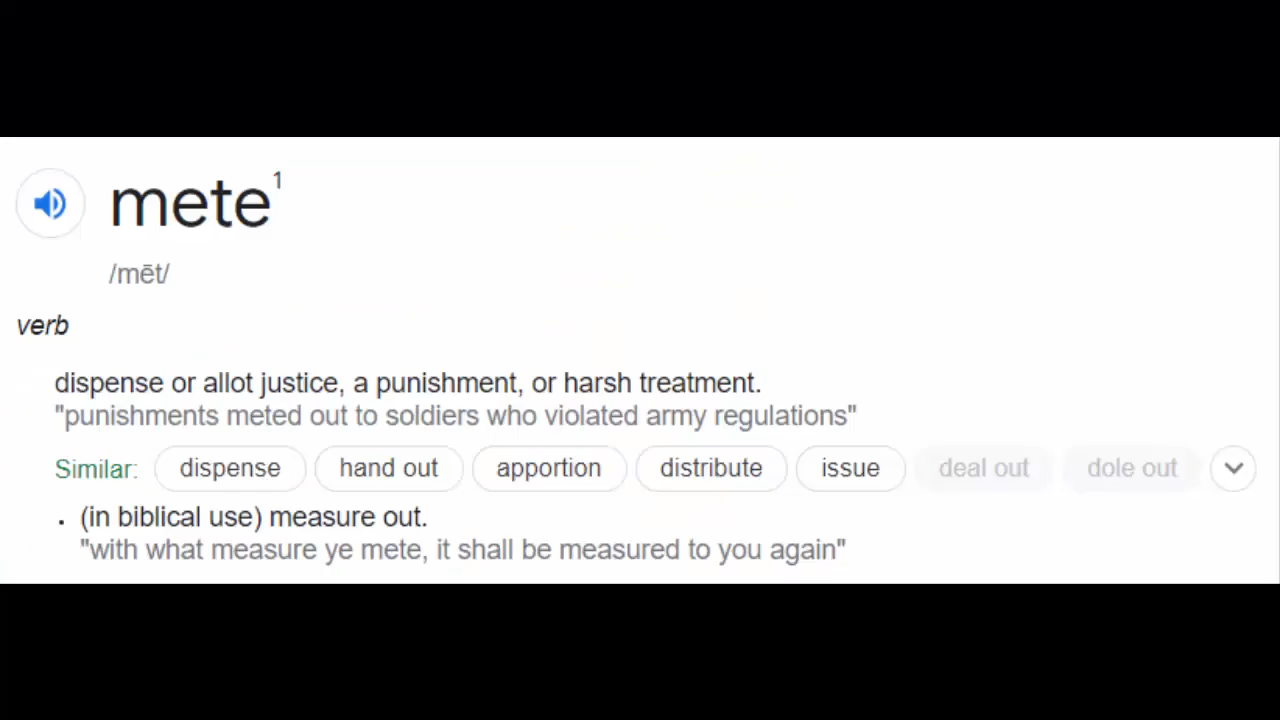 mete¹
/mēt/
verb
dispense or allot justice, a punishment, or harsh treatment.
"punishments meted out to soldiers who violated army regulations"
Similar: dispense hand out apportion distribute issue deal out dole out
• (in biblical use) measure out.
"with what measure ye mete, it shall be measured to you again"